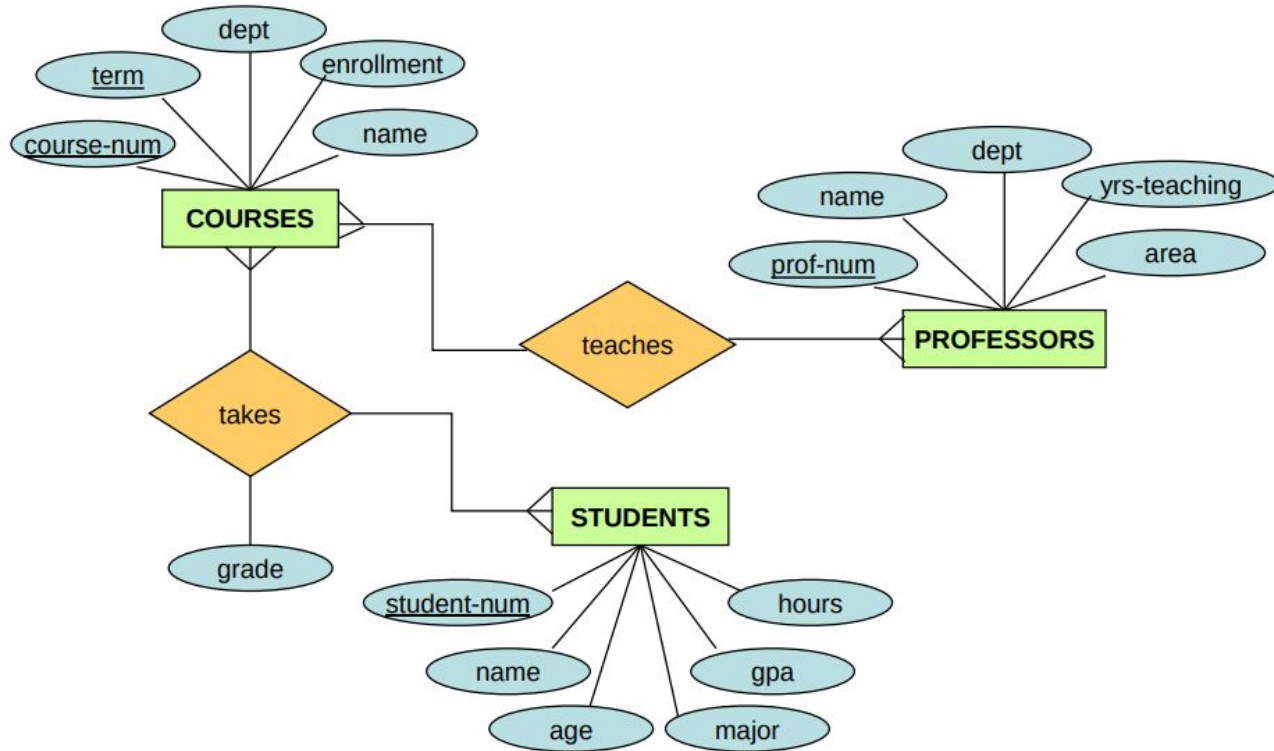 dept
term
enrollment
course-num
name
COURSES
dept
name
yrs-teaching
prof-num
area
PROFESSORS
teaches
takes
grade
STUDENTS
student-num
hours
name
gpa
age
major